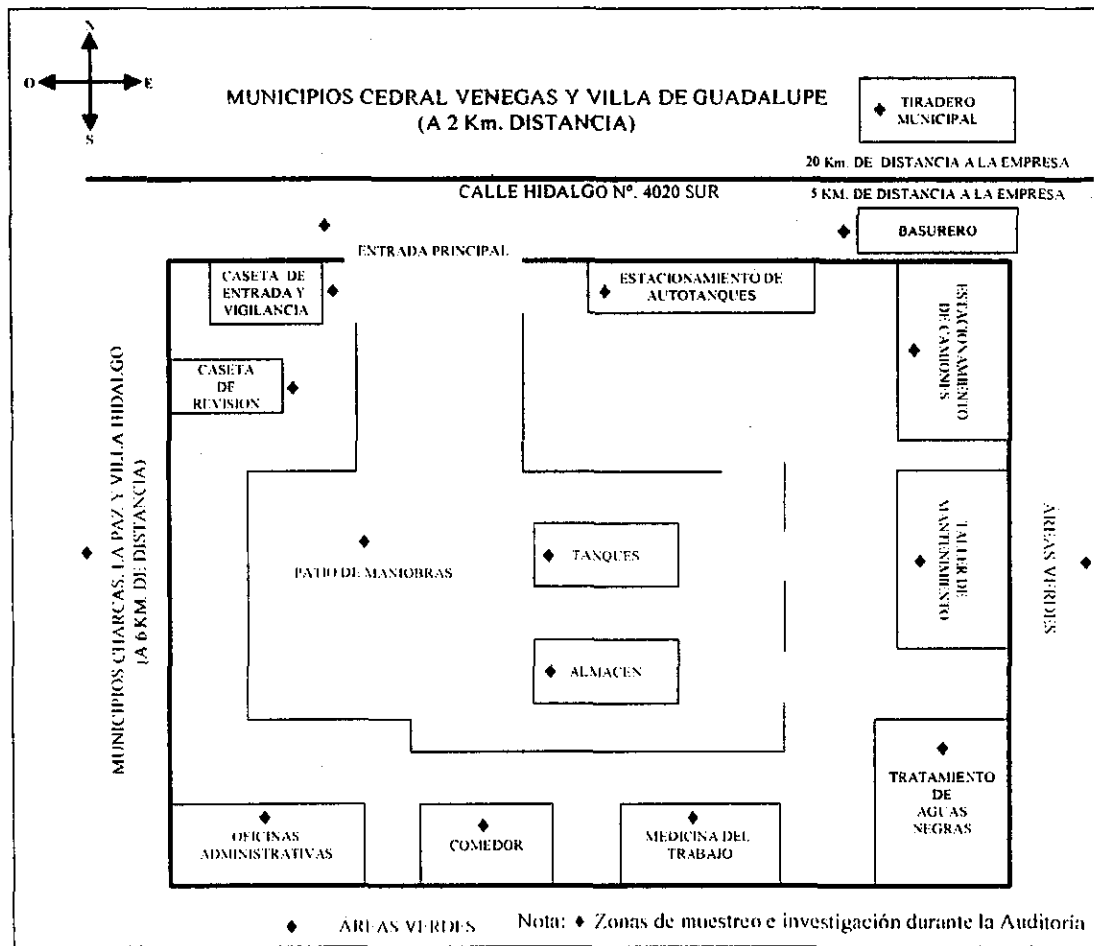 N
O E
S
MUNICIPIOS CEDRAL VENEGAS Y VILLA DE GUADALUPE
(A 2 Km. DISTANCIA)
♦ TIRADERO
MUNICIPAL
20 Km. DE DISTANCIA A LA EMPRESA
CALLE HIDALGO Nº. 4020 SUR
5 KM. DE DISTANCIA A LA EMPRESA
BASURERO
ENTRADA PRINCIPAL
CASETA DE
ENTRADA Y
VIGILANCIA
ESTACIONAMIENTO DE
AUTOTANQUES
ESTACIONAMIENTO
DE CAMIONES
CASETA
DE
REVISION
MUNICIPIOS CHARCAS, LA PAZ Y VILLA HIDALGO
(A 6 KM. DE DISTANCIA)
PATIO DE MANIOBRAS
TANQUES
TALLER DE
MANTENIMIENTO
ÁREAS VERDES
ALMACEN
TRATAMIENTO
DE
AGUAS
NEGRAS
OFICINAS
ADMINISTRATIVAS
COMEDOR
MEDICINA DEL
TRABAJO
♦ ÁREAS VERDES
Nota: ♦ Zonas de muestreo e investigación durante la Auditoría